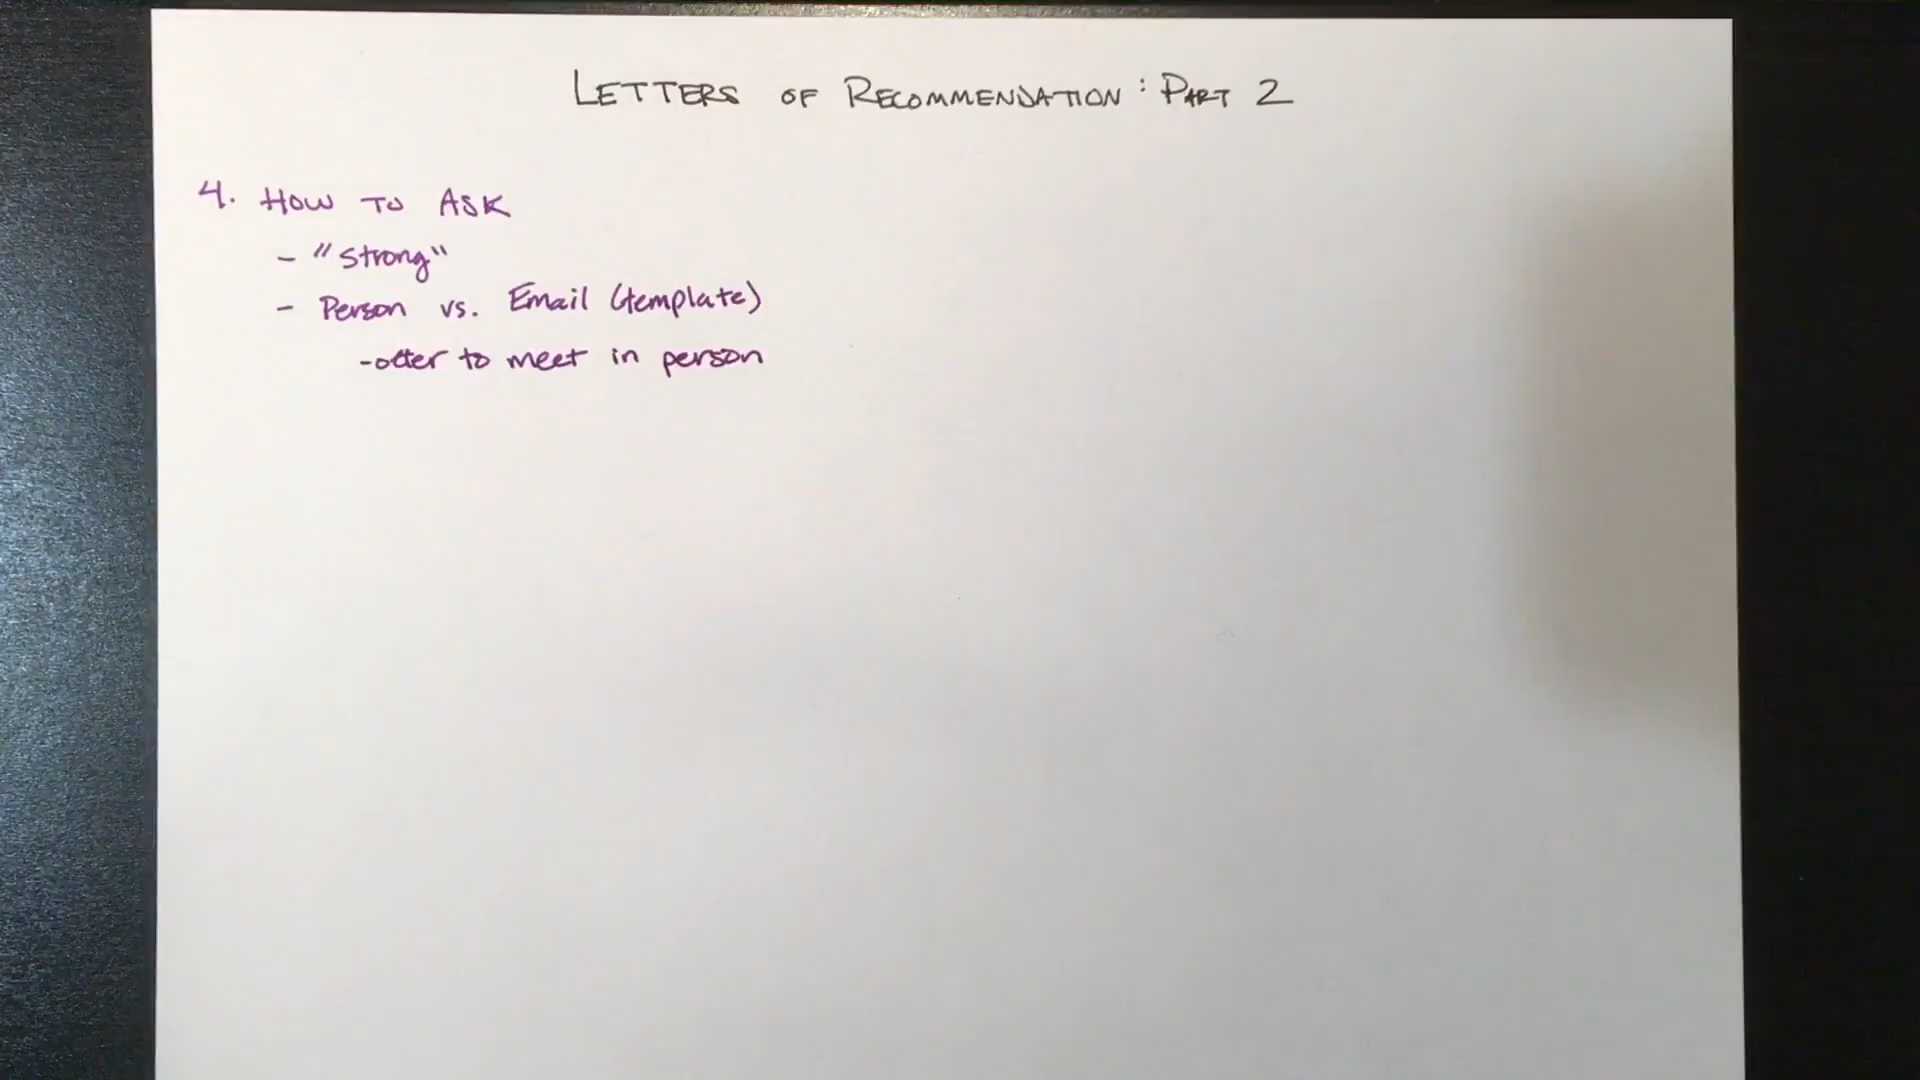 LETTERS OF RECOMMENDATION: PART 2
4. HOW TO ASK
- "Strong"
- Person vs. Email (template)
-offer to meet in person